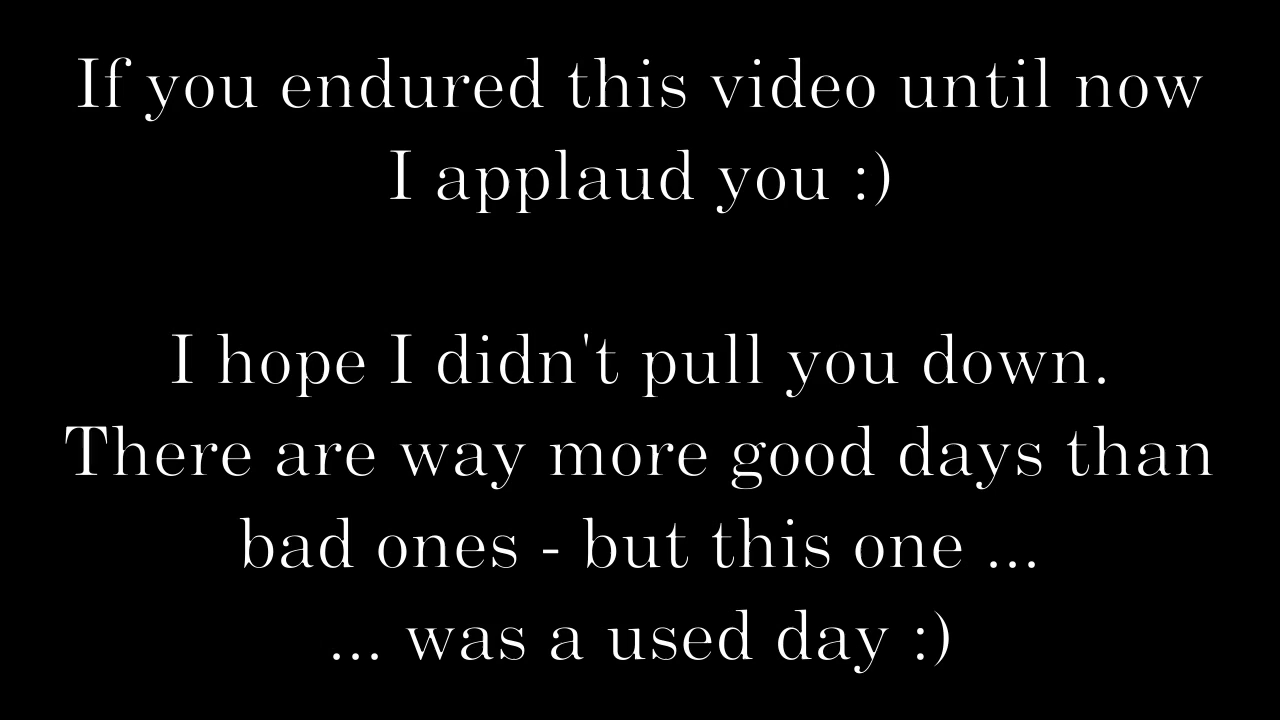 If you endured this video until now
I applaud you :)
I hope I didn't pull you down.
There are way more good days than
bad ones - but this one ...
... was a used day :)